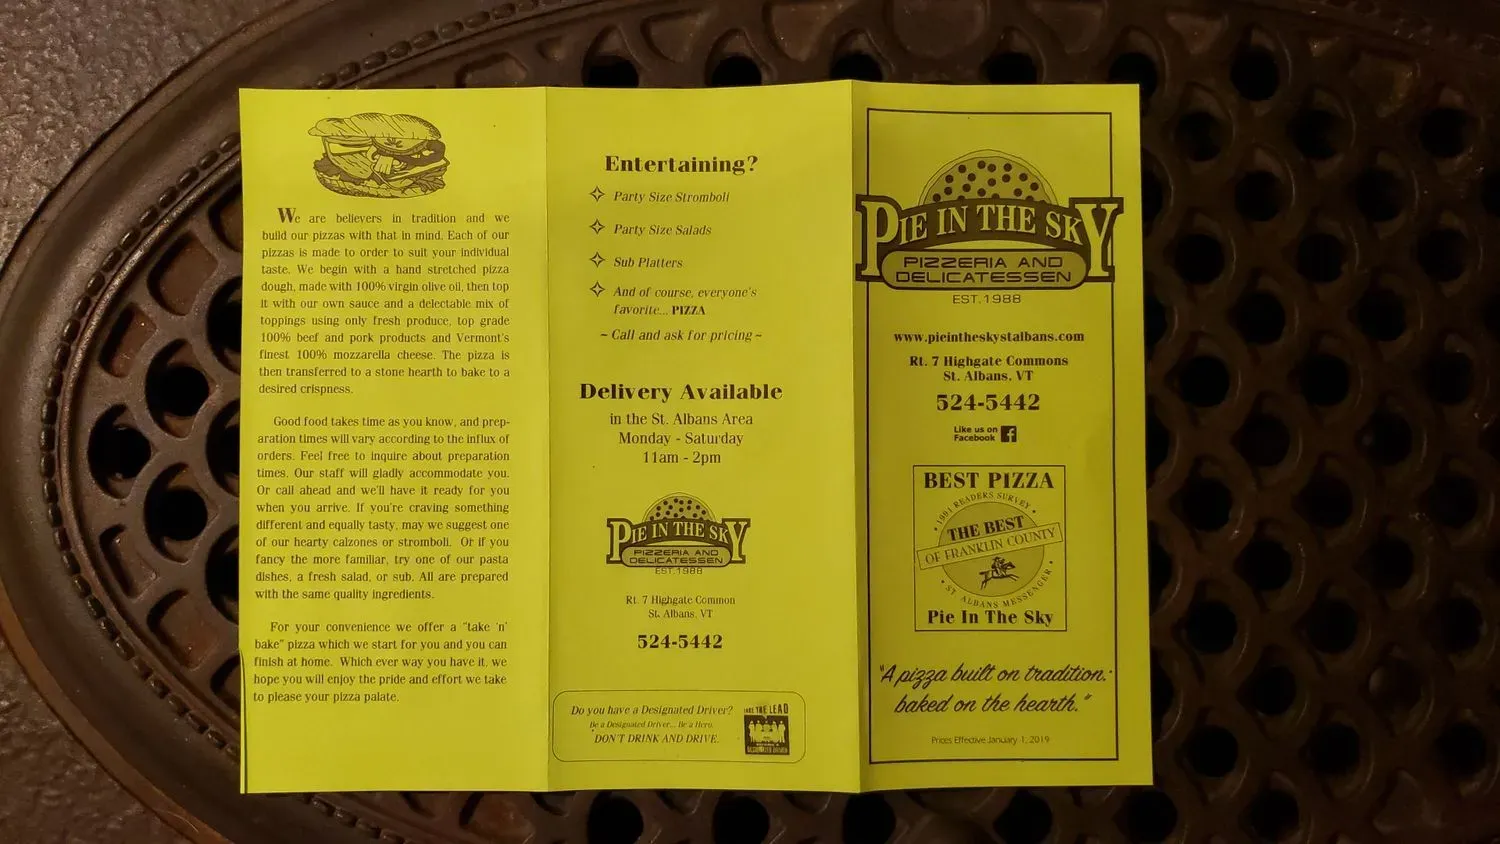 We are believers in tradition and we
build our pizzas with that in mind. Each of our
pizzas is made to order to suit your individual
taste. We begin with a hand stretched pizza
dough, made with 100% virgin olive oil, then top
it with our own sauce and a delectable mix of
toppings using only fresh produce, top grade
100% beef and pork products and Vermont's
finest 100% mozzarella cheese. The pizza is
then transferred to a stone hearth to bake to a
desired crispness.
Good food takes time as you know, and prep-
aration times will vary according to the influx of
orders. Feel free to inquire about preparation
times. Our staff will gladly accommodate you.
Or call ahead and we'll have it ready for you
when you arrive. If you're craving something
different and equally tasty, may we suggest one
of our hearty calzones or stromboli. Or if you
fancy the more familiar, try one of our pasta
dishes, a fresh salad, or sub. All are prepared
with the same quality ingredients.
For your convenience we offer a "take 'n'
bake" pizza which we start for you and you can
finish at home. Which ever way you have it, we
hope you will enjoy the pride and effort we take
to please your pizza palate.
Entertaining?
Party Size Stromboli
Party Size Salads
Sub Platters
And of course, everyone's
favorite... PIZZA
~ Call and ask for pricing ~
Delivery Available
in the St. Albans Area
Monday - Saturday
11am - 2pm
PIE IN THE SKY
PIZZERIA AND
DELICATESSEN
EST. 1988
Rt. 7 Highgate Common
St. Albans, VT
524-5442
Do you have a Designated Driver?
Be a Designated Driver... Be a Hero.
DON'T DRINK AND DRIVE.
TAKE THE LEAD
PIE IN THE SKY
PIZZERIA AND
DELICATESSEN
EST. 1988
www.pieintheskystalbans.com
Rt. 7 Highgate Commons
St. Albans, VT
524-5442
Like us on
Facebook f
BEST PIZZA
• 1991 READERS SURVEY •
THE BEST
OF FRANKLIN COUNTY
• ST. ALBANS MESSENGER •
Pie In The Sky
"A pizza built on tradition:
baked on the hearth."
Prices Effective January 1, 2019